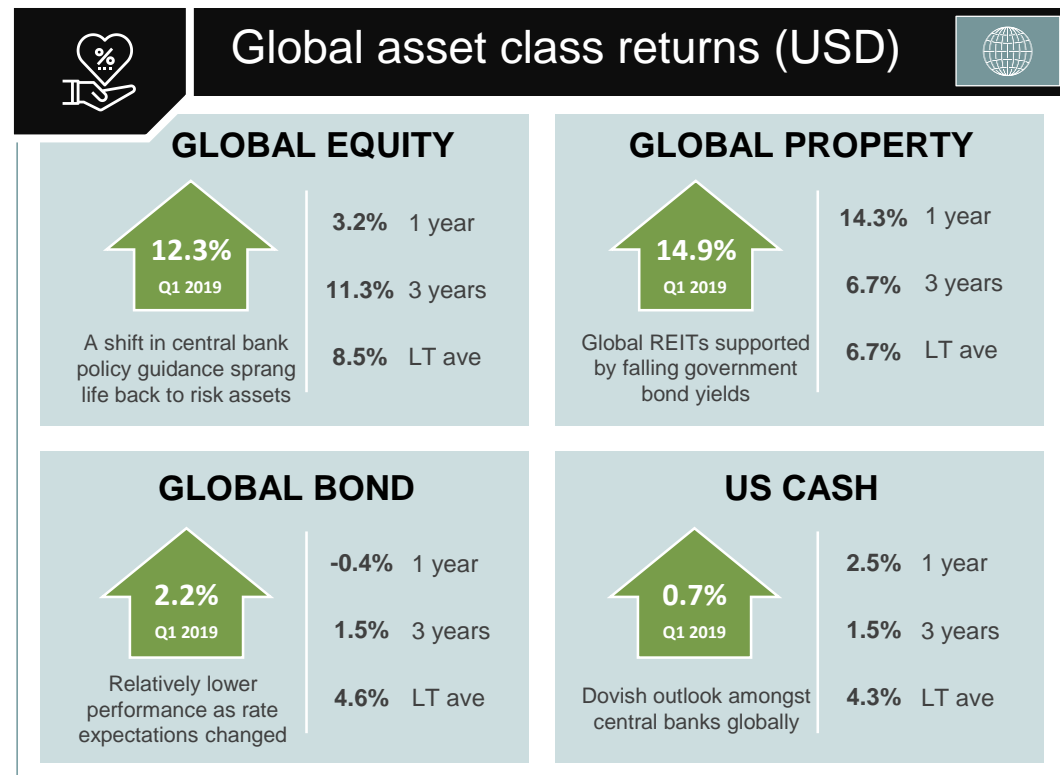 %
Global asset class returns (USD)
GLOBAL EQUITY
12.3%
Q1 2019
A shift in central bank
policy guidance sprang
life back to risk assets
3.2% 1 year
11.3% 3 years
8.5% LT ave
GLOBAL PROPERTY
14.9%
Q1 2019
Global REITs supported
by falling government
bond yields
14.3% 1 year
6.7% 3 years
6.7% LT ave
GLOBAL BOND
2.2%
Q1 2019
Relatively lower
performance as rate
expectations changed
-0.4% 1 year
1.5% 3 years
4.6% LT ave
US CASH
0.7%
Q1 2019
Dovish outlook amongst
central banks globally
2.5% 1 year
1.5% 3 years
4.3% LT ave